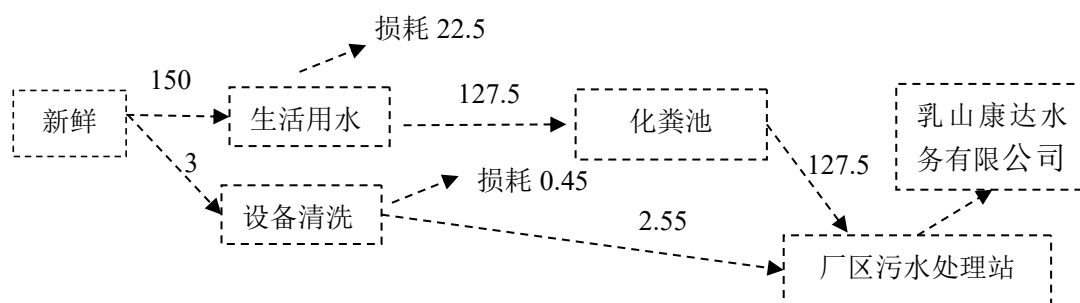 损耗 22.5
150
新鲜
生活用水
127.5
化粪池
乳山康达水
务有限公司
3
127.5
损耗 0.45
设备清洗
2.55
厂区污水处理站